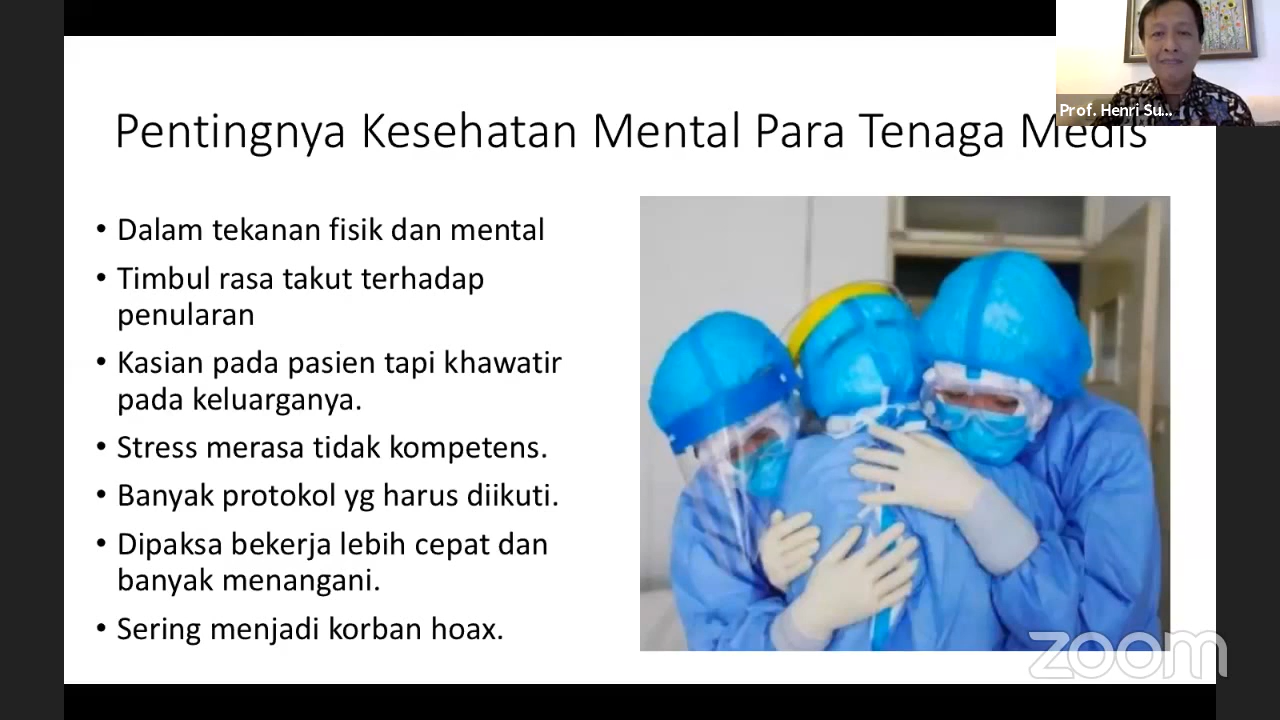 Prof. Henri Su...
Pentingnya Kesehatan Mental Para Tenaga Medis
• Dalam tekanan fisik dan mental
• Timbul rasa takut terhadap
penularan
• Kasian pada pasien tapi khawatir
pada keluarganya.
• Stress merasa tidak kompetens.
• Banyak protokol yg harus diikuti.
• Dipaksa bekerja lebih cepat dan
banyak menangani.
• Sering menjadi korban hoax.
zoom